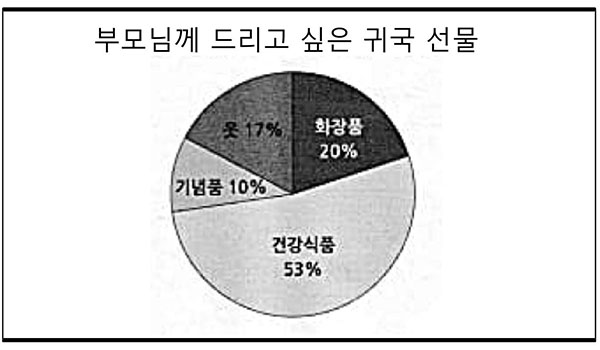 부모님께 드리고 싶은 귀국 선물
옷 17%
화장품
20%
기념품 10%
건강식품
53%